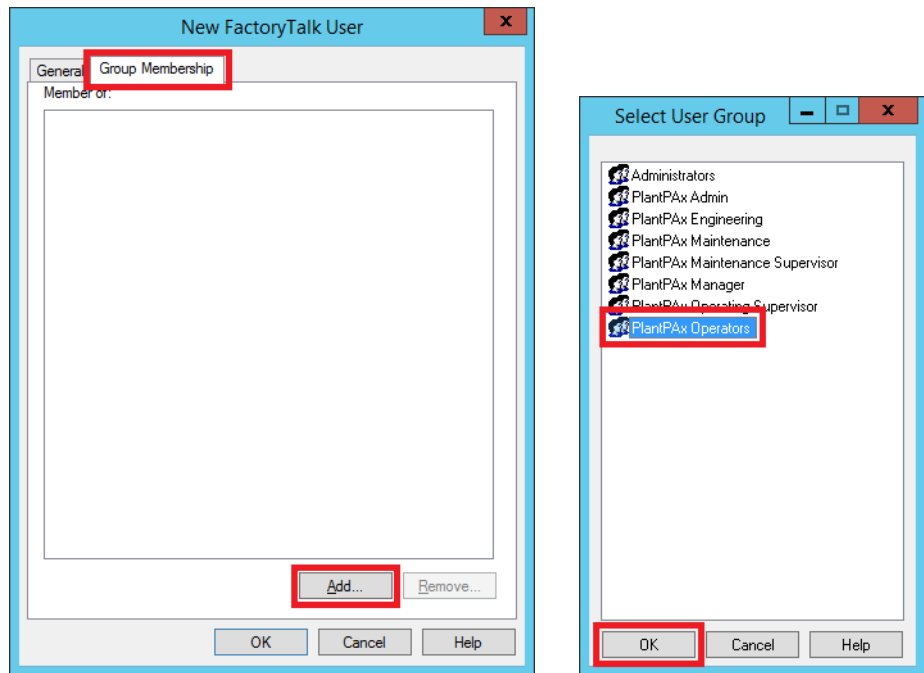 New FactoryTalk User
x
General Group Membership
Member of:
Add... Remove...
OK Cancel Help
Select User Group
x
Administrators
PlantPAx Admin
PlantPAx Engineering
PlantPAx Maintenance
PlantPAx Maintenance Supervisor
PlantPAx Manager
PlantPAx Operating Supervisor
PlantPAx Operators
OK Cancel Help